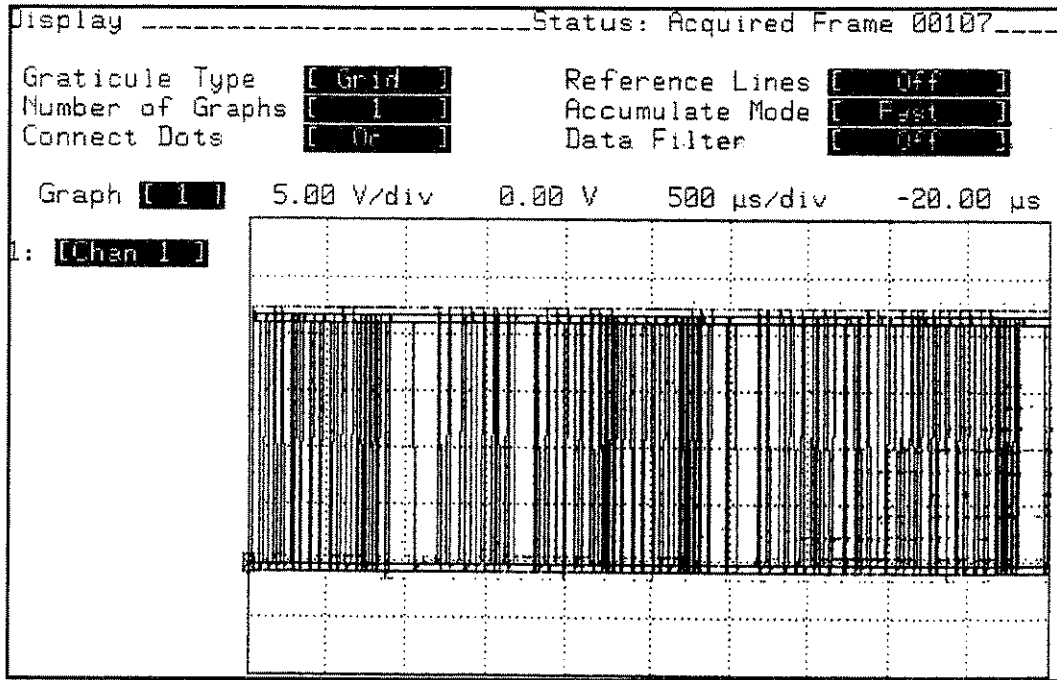 Display Status: Acquired Frame 00107
Graticule Type [ Grid ] Reference Lines [ Off ]
Number of Graphs [ 1 ] Accumulate Mode [ Fast ]
Connect Dots [ On ] Data Filter [ Off ]
Graph [ 1 ] 5.00 V/div 0.00 V 500 µs/div -20.00 µs
1: [Chan 1 ]